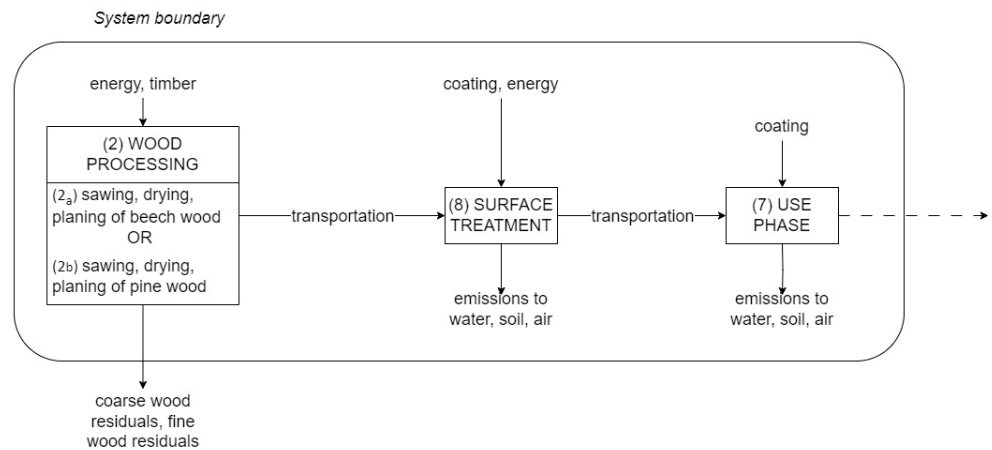 System boundary
energy, timber
(2) WOOD
PROCESSING
(2a) sawing, drying,
planing of beech wood
OR
(2b) sawing, drying,
planing of pine wood
coarse wood
residuals, fine
wood residuals
transportation
coating, energy
(8) SURFACE
TREATMENT
emissions to
water, soil, air
transportation
coating
(7) USE
PHASE
emissions to
water, soil, air